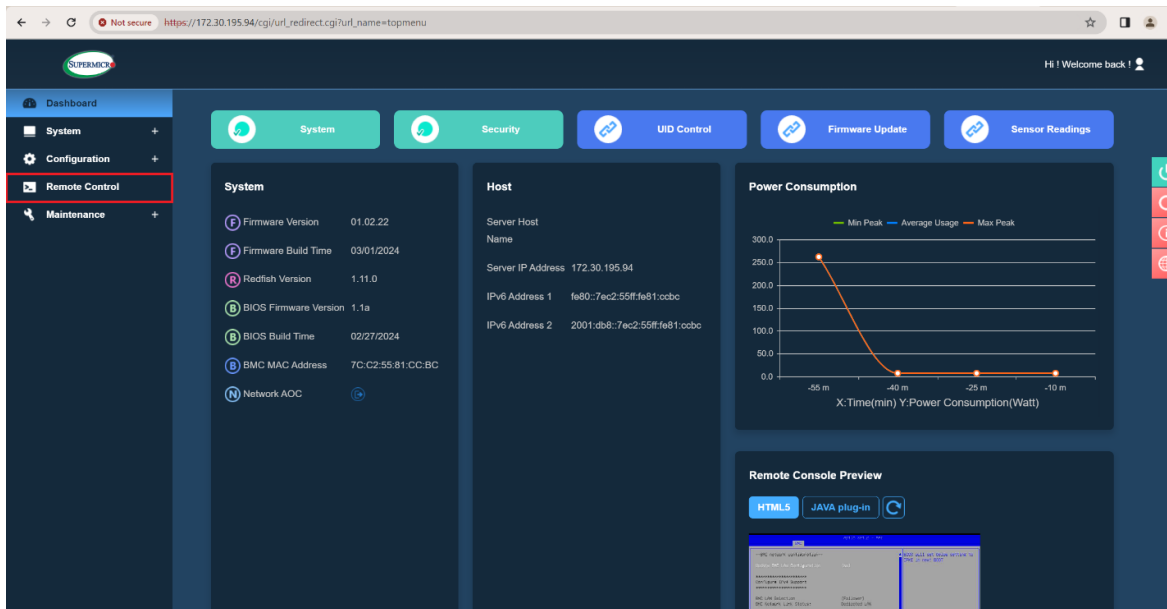 Not secure
https://172.30.195.94/cgi/url_redirect.cgi?url_name=topmenu
SUPERMICRO
Hi ! Welcome back !
Dashboard
System +
Configuration +
Remote Control
Maintenance +
System
Security
UID Control
Firmware Update
Sensor Readings
System
F Firmware Version 01.02.22
F Firmware Build Time 03/01/2024
R Redfish Version 1.11.0
B BIOS Firmware Version 1.1a
B BIOS Build Time 02/27/2024
B BMC MAC Address 7C:C2:55:81:CC:BC
N Network AOC
Host
Server Host
Name
Server IP Address 172.30.195.94
IPv6 Address 1 fe80::7ec2:55ff:fe81:ccbc
IPv6 Address 2 2001:db8::7ec2:55ff:fe81:ccbc
Power Consumption
Min Peak Average Usage Max Peak
300.0
250.0
200.0
150.0
100.0
50.0
0.0
-55 m -40 m -25 m -10 m
X:Time(min) Y:Power Consumption(Watt)
Remote Console Preview
HTML5
JAVA plug-in